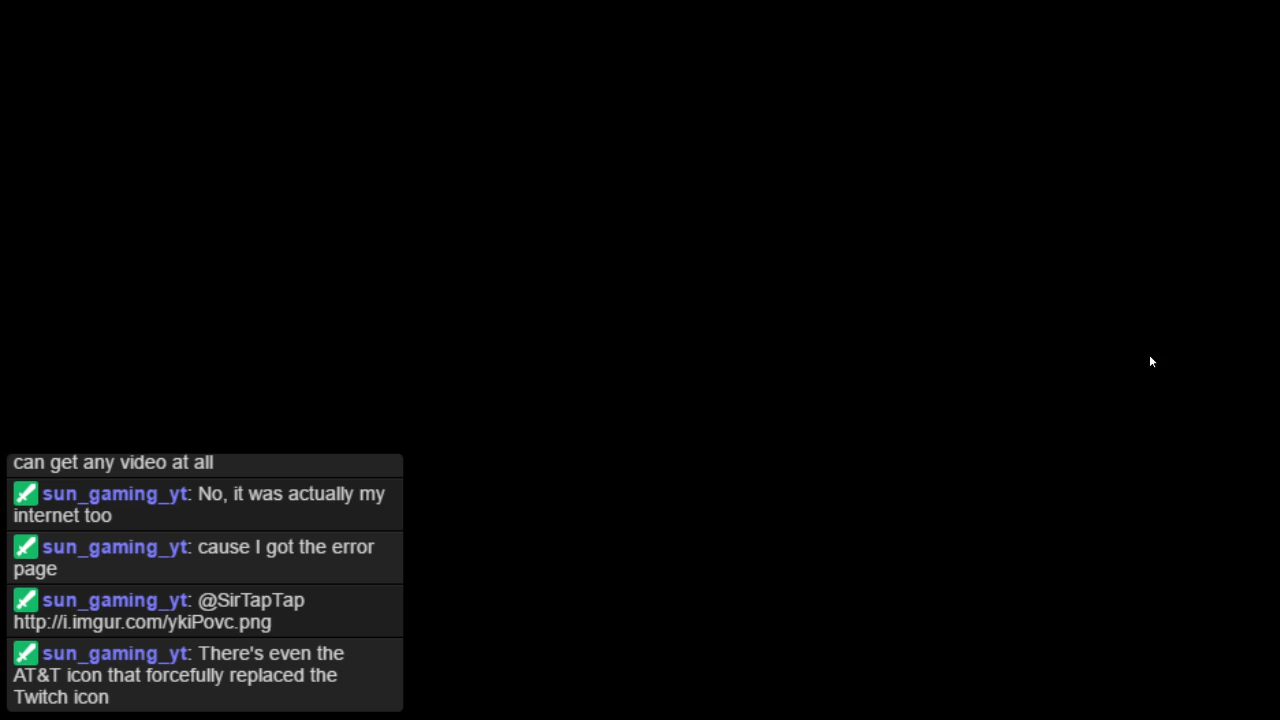 can get any video at all
sun_gaming_yt: No, it was actually my
internet too
sun_gaming_yt: cause I got the error
page
sun_gaming_yt: @SirTapTap
http://i.imgur.com/ykiPovc.png
sun_gaming_yt: There's even the
AT&T icon that forcefully replaced the
Twitch icon